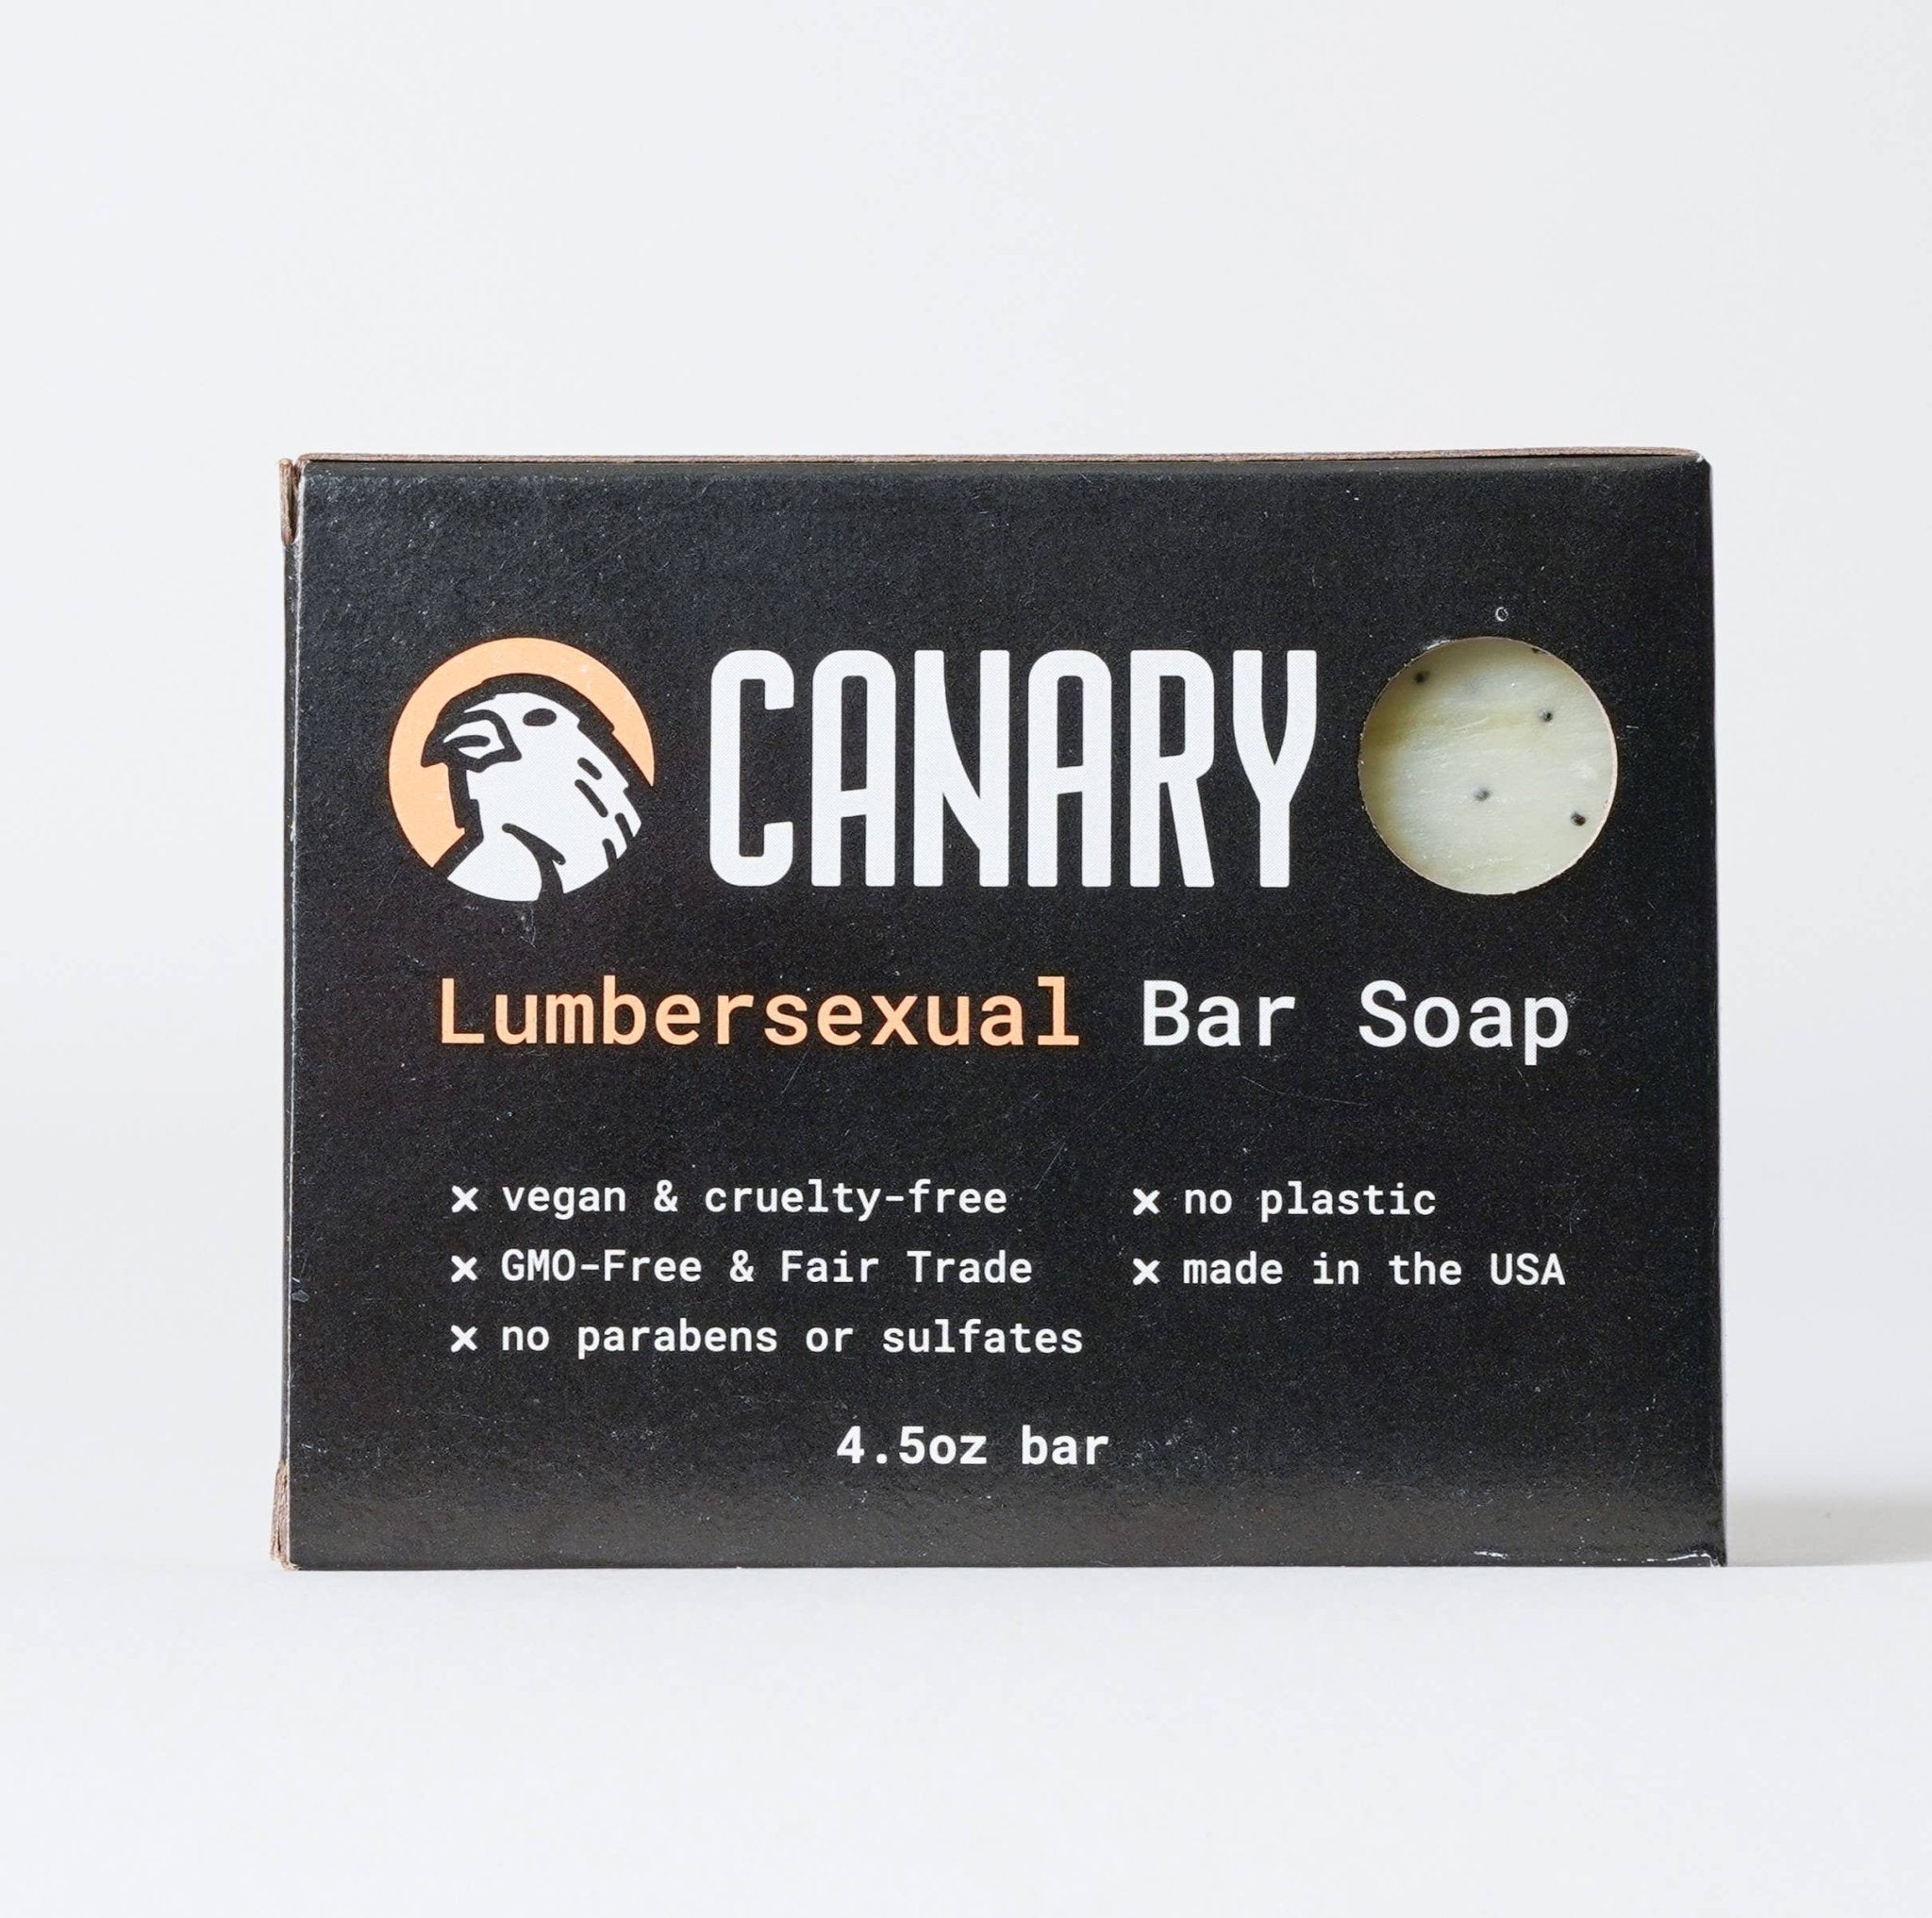 CANARY
Lumbersexual Bar Soap
× vegan & cruelty-free
× GMO-Free & Fair Trade
× no parabens or sulfates
× no plastic
× made in the USA
4.5oz bar